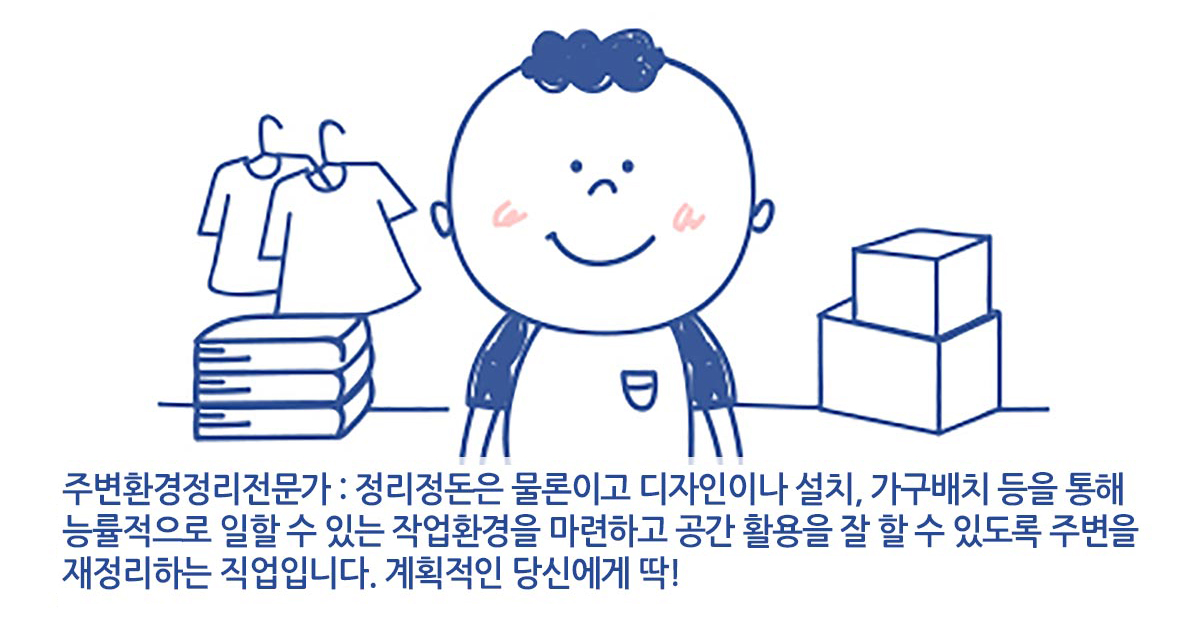 주변환경정리전문가 : 정리정돈은 물론이고 디자인이나 설치, 가구배치 등을 통해
능률적으로 일할 수 있는 작업환경을 마련하고 공간 활용을 잘 할 수 있도록 주변을
재정리하는 직업입니다. 계획적인 당신에게 딱!